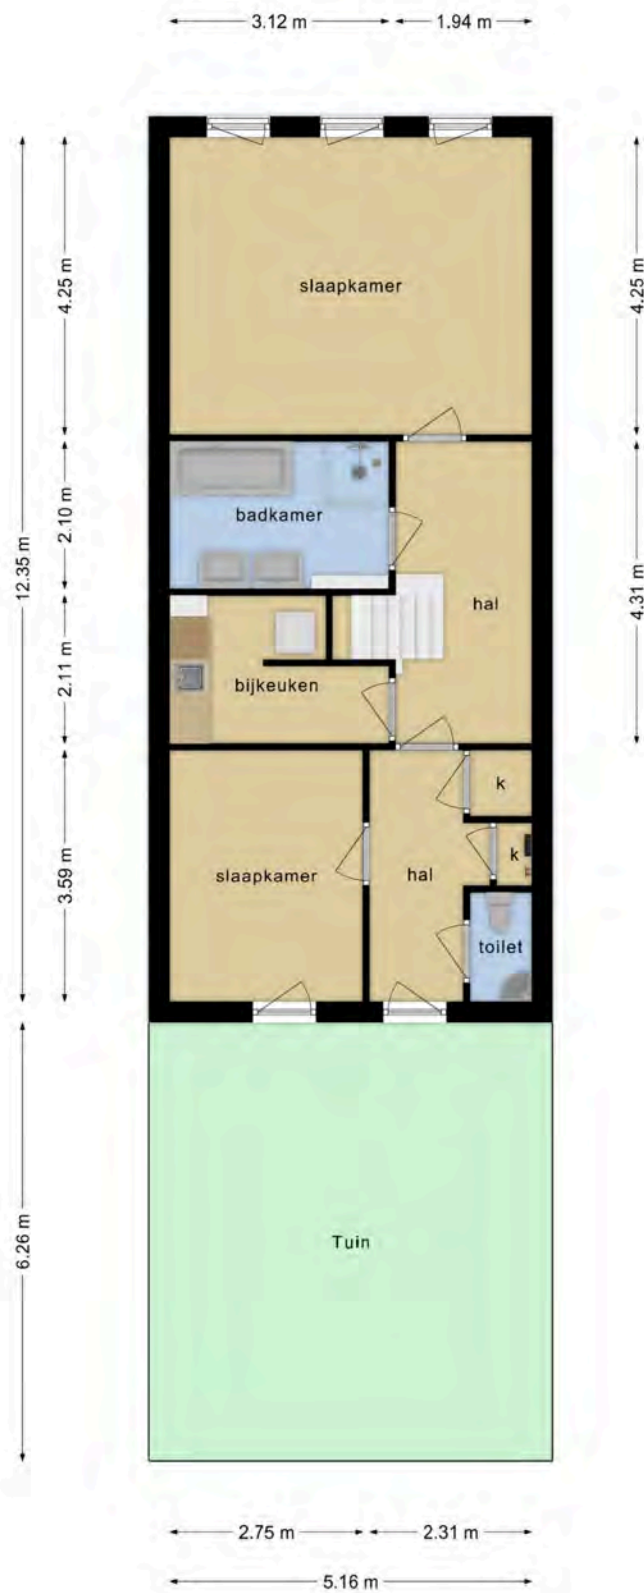 3.12 m
1.94 m
4.25 m
4.25 m
slaapkamer
12.35 m
2.10 m
badkamer
4.31 m
hal
2.11 m
bijkeuken
k
k
3.59 m
slaapkamer
hal
toilet
6.26 m
Tuin
2.75 m
2.31 m
5.16 m